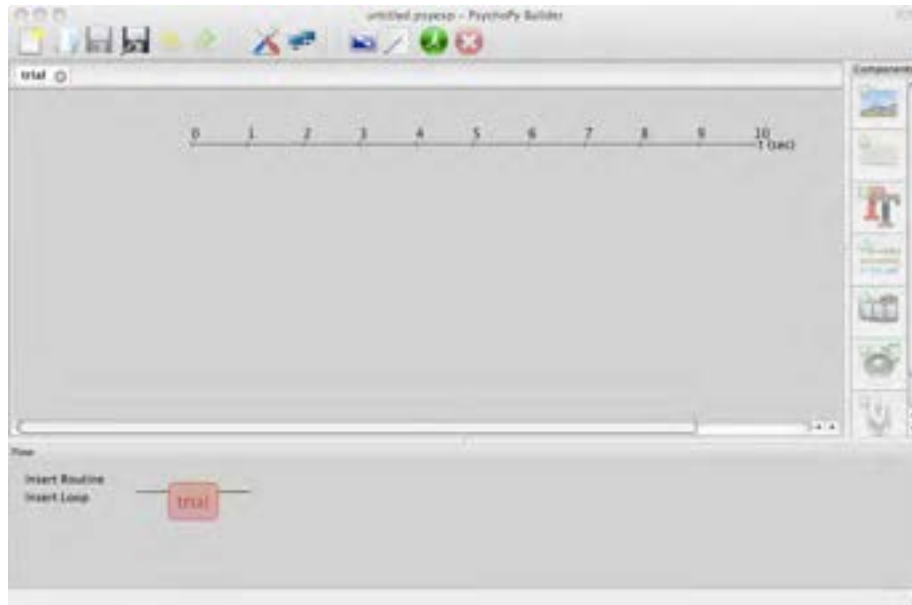 untitled.psyexp - PsychoPy Builder
trial
Components
0 1 2 3 4 5 6 7 8 9 10
t (sec)
Flow
Insert Routine
Insert Loop
trial